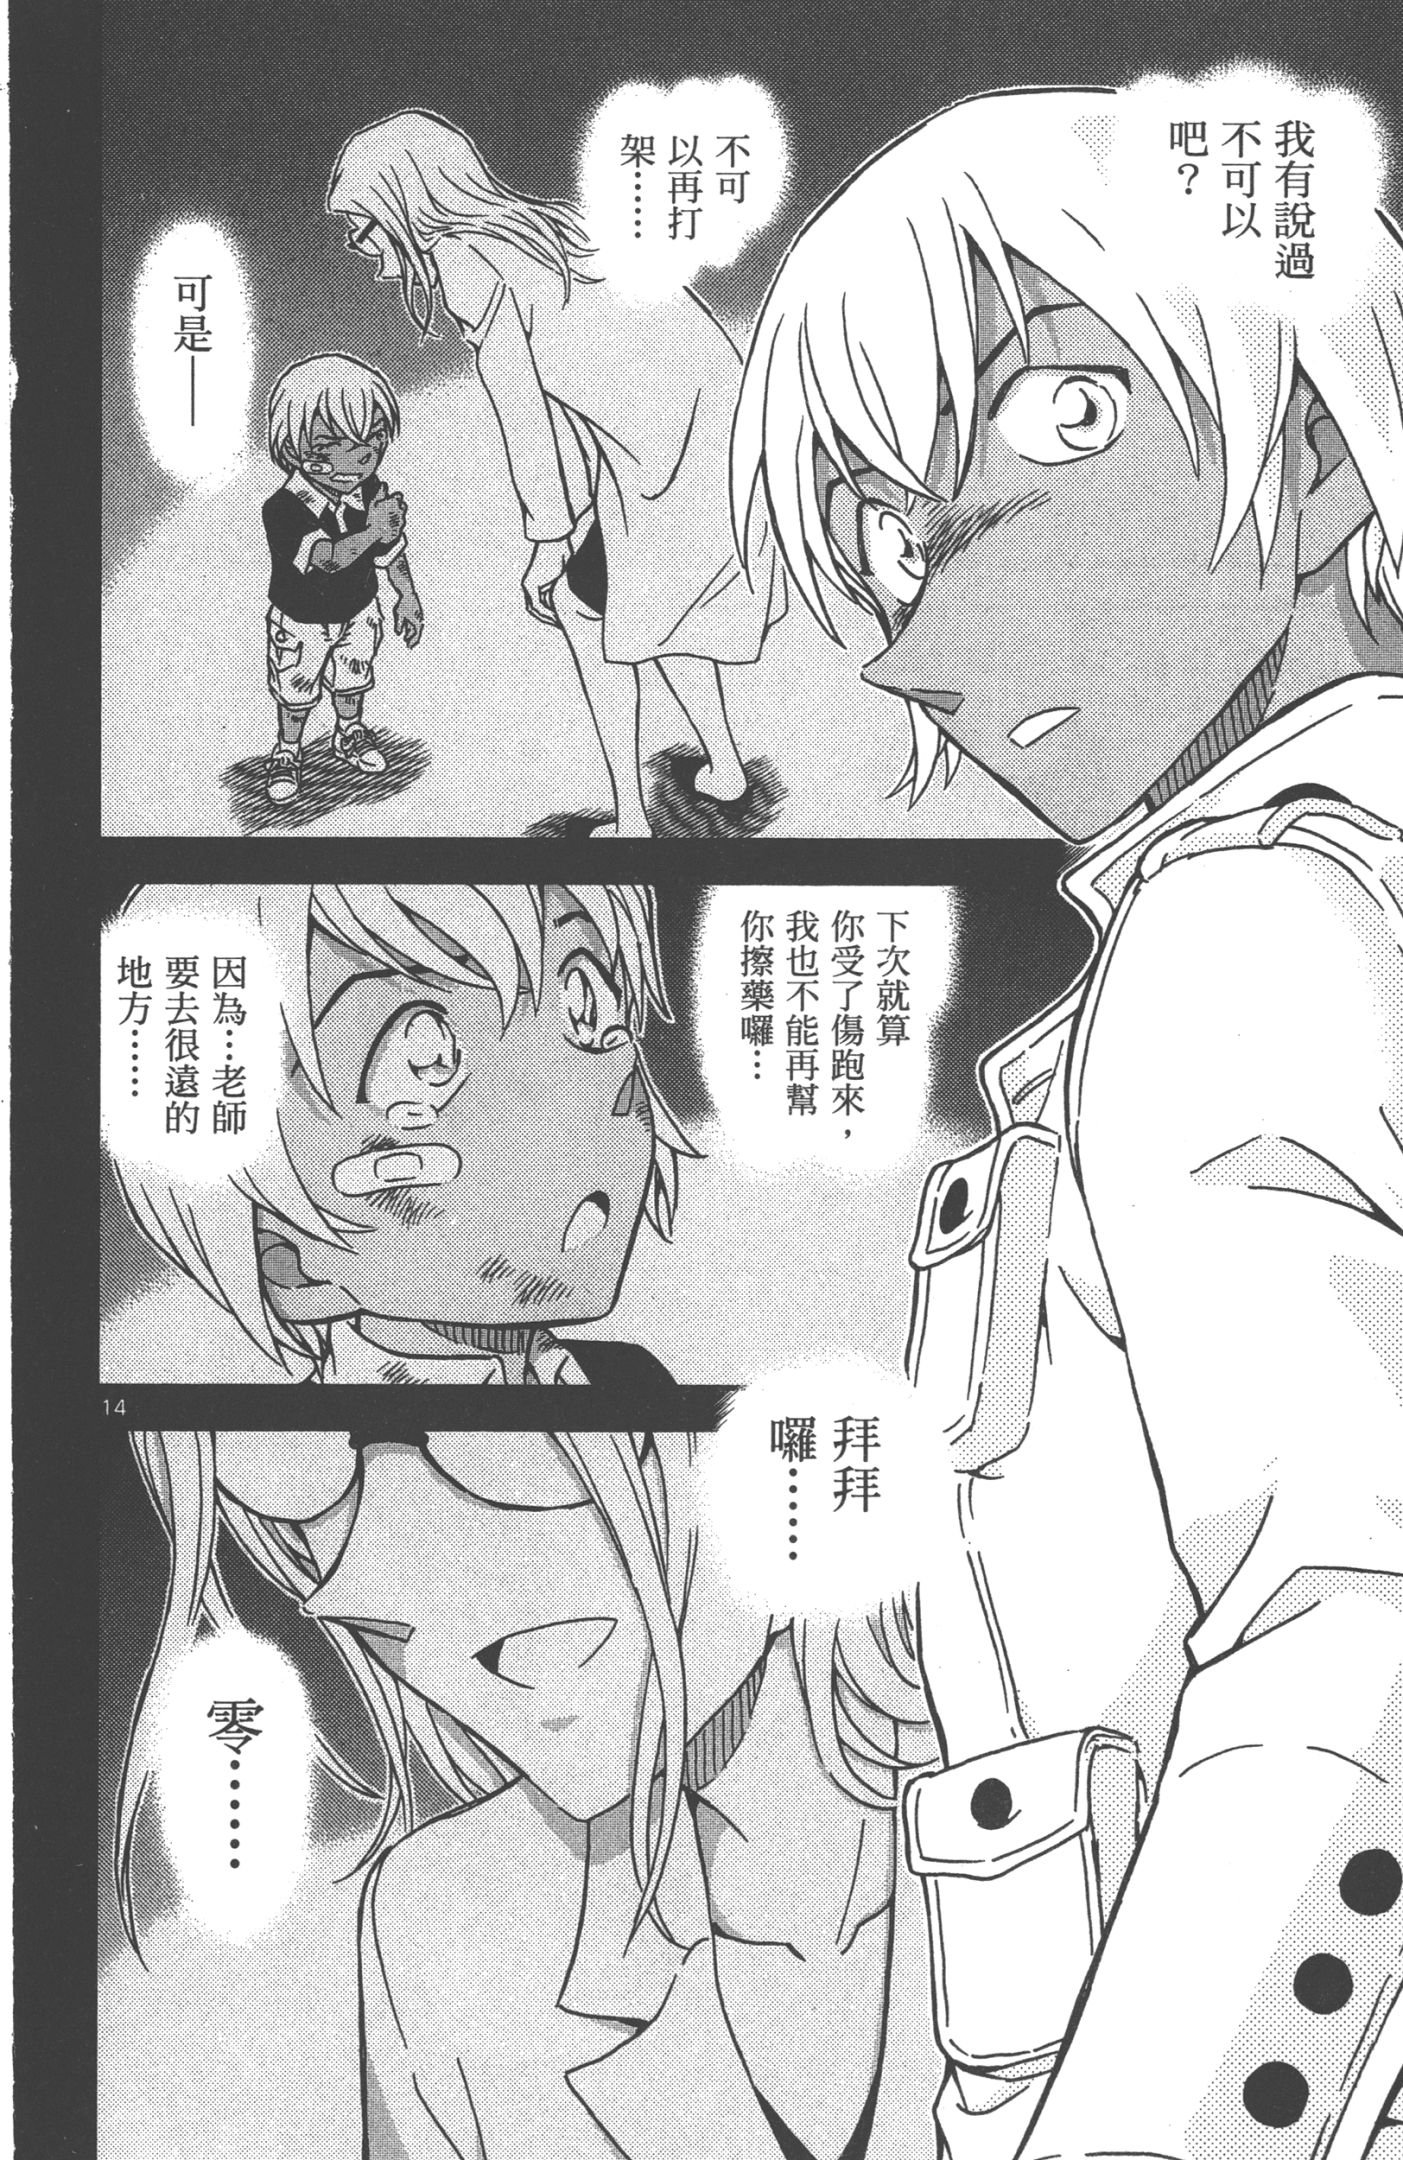 我有說過
不可以
吧？
不可
以再打
架……
可是──
下次就算
你受了傷跑來，
我也不能再幫
你擦藥囉…
因為…老師
要去很遠的
地方……
拜拜
囉……
零……
14